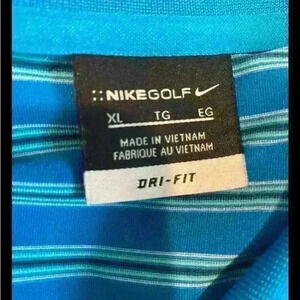 NIKEGOLF
XL TG EG
MADE IN VIETNAM
FABRIQUE AU VIETNAM
DRI-FIT